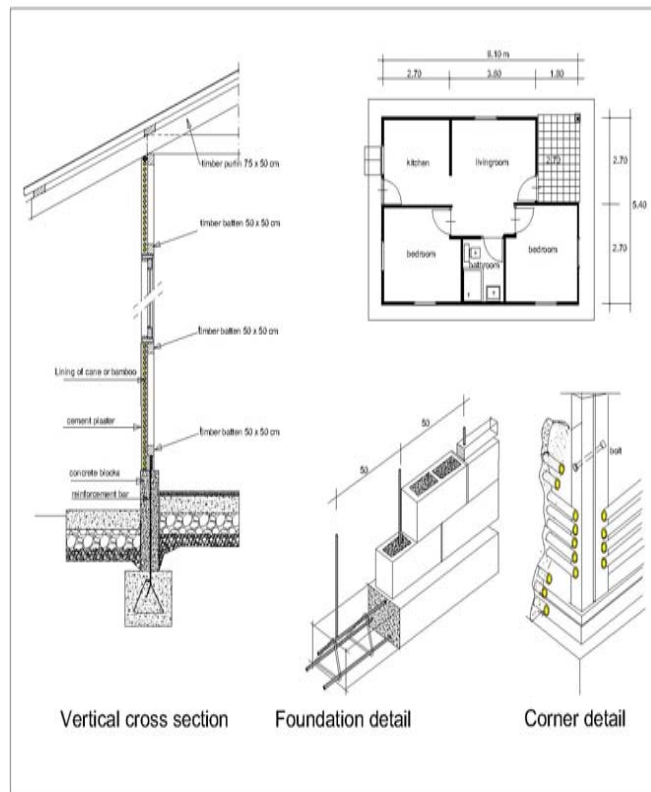 timber purlin 75 x 50 cm
timber batten 50 x 50 cm
timber batten 50 x 50 cm
Lining of cane or bamboo
cement plaster
timber batten 50 x 50 cm
concrete blocks
reinforcement bar
Vertical cross section
8.10 m
2.70 3.60 1.80
kitchen
livingroom
2.70
2.70
5.40
2.70
bedroom
bathroom
bedroom
50
50
Foundation detail
bolt
Corner detail